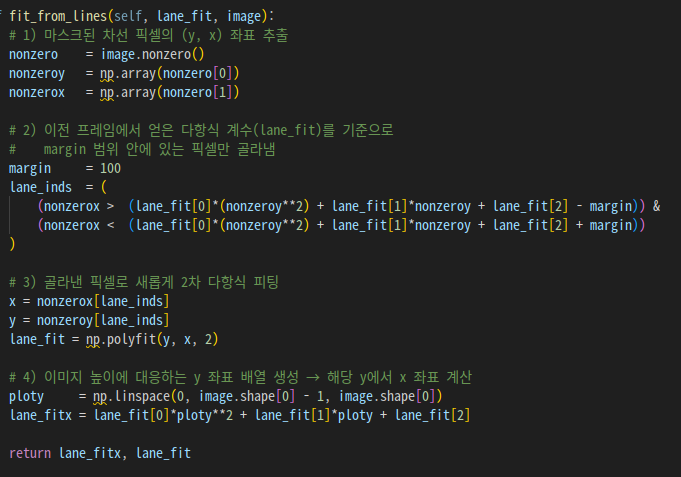 fit_from_lines(self, lane_fit, image):
# 1) 마스크된 차선 픽셀의 (y, x) 좌표 추출
nonzero = image.nonzero()
nonzeroy = np.array(nonzero[0])
nonzerox = np.array(nonzero[1])
# 2) 이전 프레임에서 얻은 다항식 계수(lane_fit)를 기준으로
# margin 범위 안에 있는 픽셀만 골라냄
margin = 100
lane_inds = (
(nonzerox > (lane_fit[0]*(nonzeroy**2) + lane_fit[1]*nonzeroy + lane_fit[2] - margin)) &
(nonzerox < (lane_fit[0]*(nonzeroy**2) + lane_fit[1]*nonzeroy + lane_fit[2] + margin))
)
# 3) 골라낸 픽셀로 새롭게 2차 다항식 피팅
x = nonzerox[lane_inds]
y = nonzeroy[lane_inds]
lane_fit = np.polyfit(y, x, 2)
# 4) 이미지 높이에 대응하는 y 좌표 배열 생성 → 해당 y에서 x 좌표 계산
ploty = np.linspace(0, image.shape[0] - 1, image.shape[0])
lane_fitx = lane_fit[0]*ploty**2 + lane_fit[1]*ploty + lane_fit[2]
return lane_fitx, lane_fit